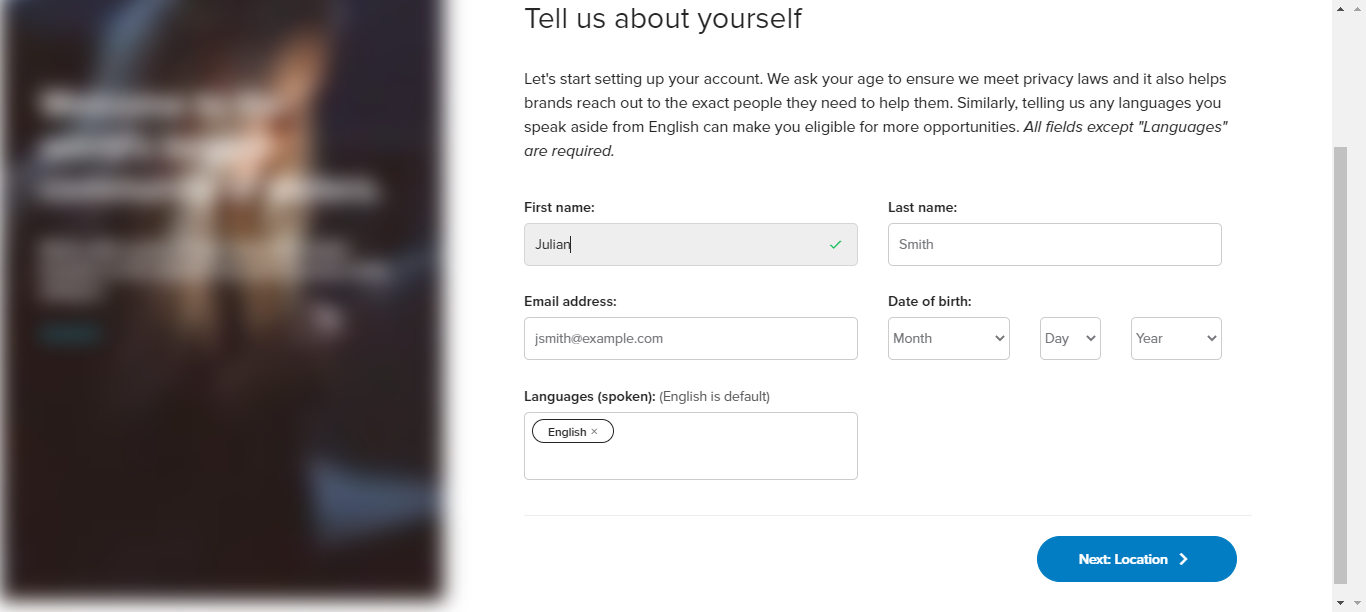 Tell us about yourself
Let's start setting up your account. We ask your age to ensure we meet privacy laws and it also helps
brands reach out to the exact people they need to help them. Similarly, telling us any languages you
speak aside from English can make you eligible for more opportunities. All fields except "Languages"
are required.
First name:
Last name:
Julian
Smith
Email address:
Date of birth:
jsmith@example.com
Month
Day
Year
Languages (spoken): (English is default)
English ×
Next: Location